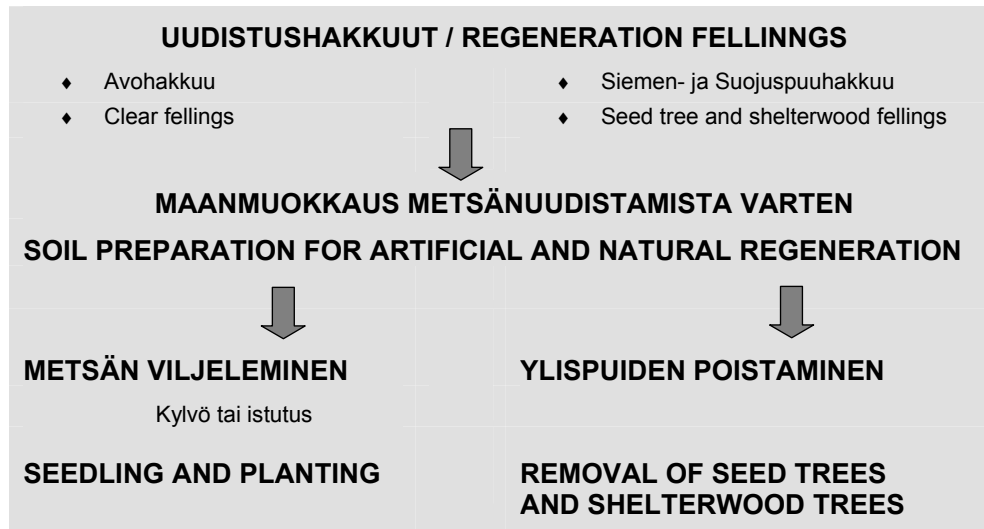 UUDISTUSHAKKUUT / REGENERATION FELLINNGS
♦ Avohakkuu
♦ Clear fellings
♦ Siemen- ja Suojuspuuhakkuu
♦ Seed tree and shelterwood fellings
MAANMUOKKAUS METSÄNUUDISTAMISTA VARTEN
SOIL PREPARATION FOR ARTIFICIAL AND NATURAL REGENERATION
METSÄN VILJELEMINEN
Kylvö tai istutus
SEEDLING AND PLANTING
YLISPUIDEN POISTAMINEN
REMOVAL OF SEED TREES
AND SHELTERWOOD TREES